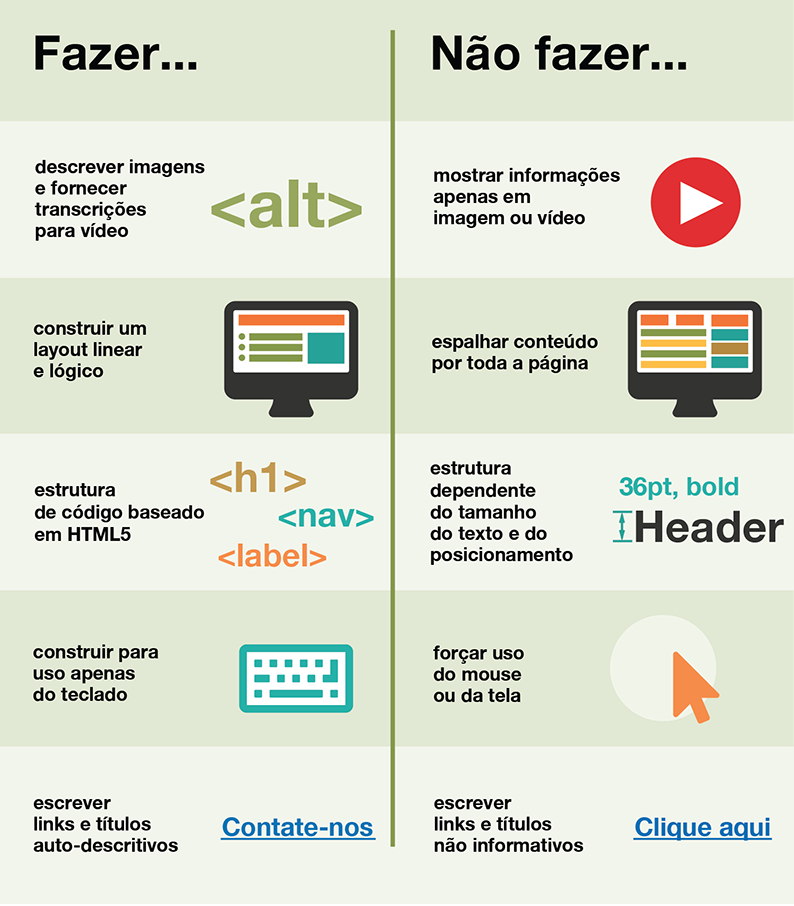 Fazer...
Não fazer...
descrever imagens
e fornecer
transcrições
para vídeo
<alt>
mostrar informações
apenas em
imagem ou vídeo
construir um
layout linear
e lógico
espalhar conteúdo
por toda a página
estrutura
de código baseado
em HTML5
<h1>
<nav>
<label>
estrutura
dependente
do tamanho
do texto e do
posicionamento
36pt, bold
Header
construir para
uso apenas
do teclado
forçar uso
do mouse
ou da tela
escrever
links e títulos
auto-descritivos
Contate-nos
escrever
links e títulos
não informativos
Clique aqui